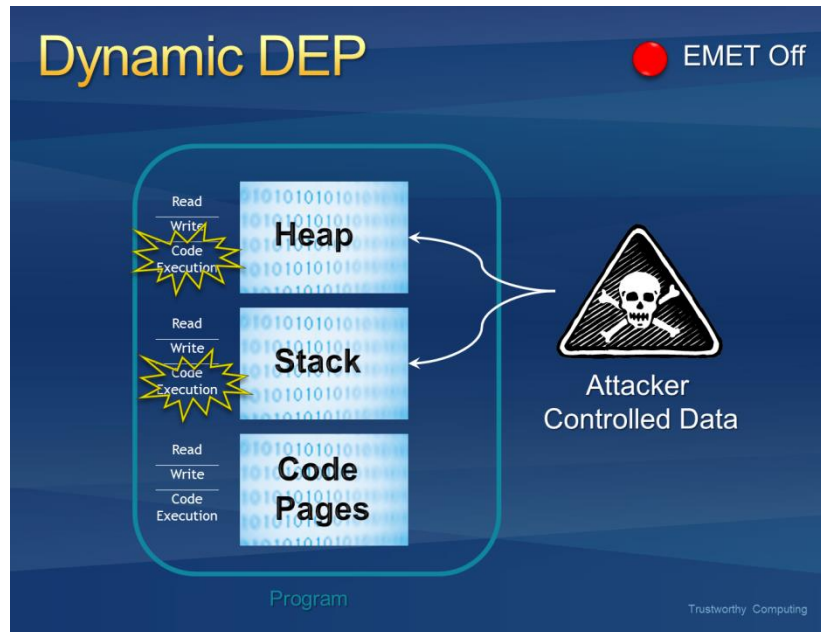 Dynamic DEP
EMET Off
Read
Write
Code
Execution
Heap
Read
Write
Code
Execution
Stack
Read
Write
Code
Execution
Code
Pages
Attacker
Controlled Data
Program
Trustworthy Computing